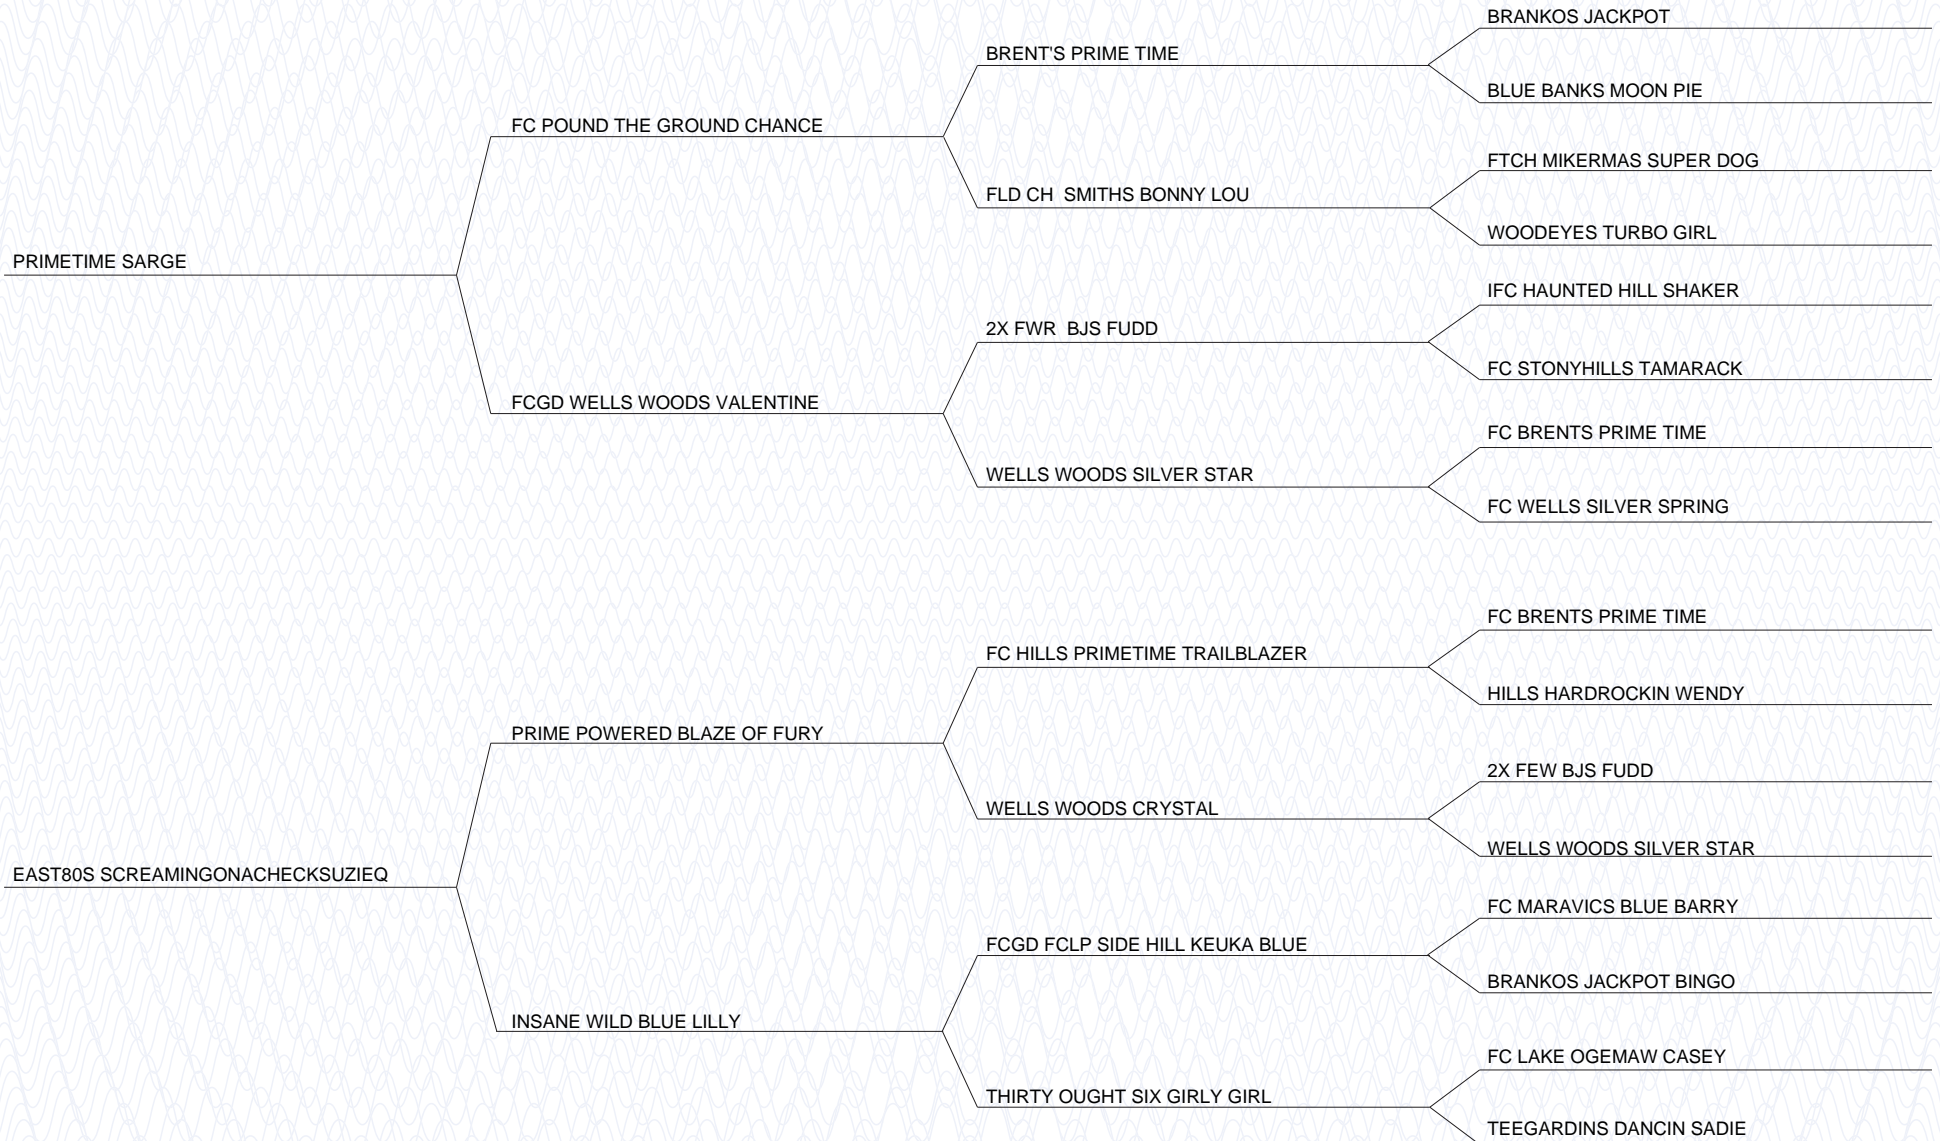 BRANKOS JACKPOT
BRENT'S PRIME TIME
BLUE BANKS MOON PIE
FC POUND THE GROUND CHANCE
FTCH MIKERMAS SUPER DOG
FLD CH  SMITHS BONNY LOU
WOODEYES TURBO GIRL
PRIMETIME SARGE
IFC HAUNTED HILL SHAKER
2X FWR  BJS FUDD
FC STONYHILLS TAMARACK
FCGD WELLS WOODS VALENTINE
FC BRENTS PRIME TIME
WELLS WOODS SILVER STAR
FC WELLS SILVER SPRING
FC BRENTS PRIME TIME
FC HILLS PRIMETIME TRAILBLAZER
HILLS HARDROCKIN WENDY
PRIME POWERED BLAZE OF FURY
2X FEW BJS FUDD
WELLS WOODS CRYSTAL
WELLS WOODS SILVER STAR
EAST80S SCREAMINGONACHECKSUZIEQ
FC MARAVICS BLUE BARRY
FCGD FCLP SIDE HILL KEUKA BLUE
BRANKOS JACKPOT BINGO
INSANE WILD BLUE LILLY
FC LAKE OGEMAW CASEY
THIRTY OUGHT SIX GIRLY GIRL
TEEGARDINS DANCIN SADIE